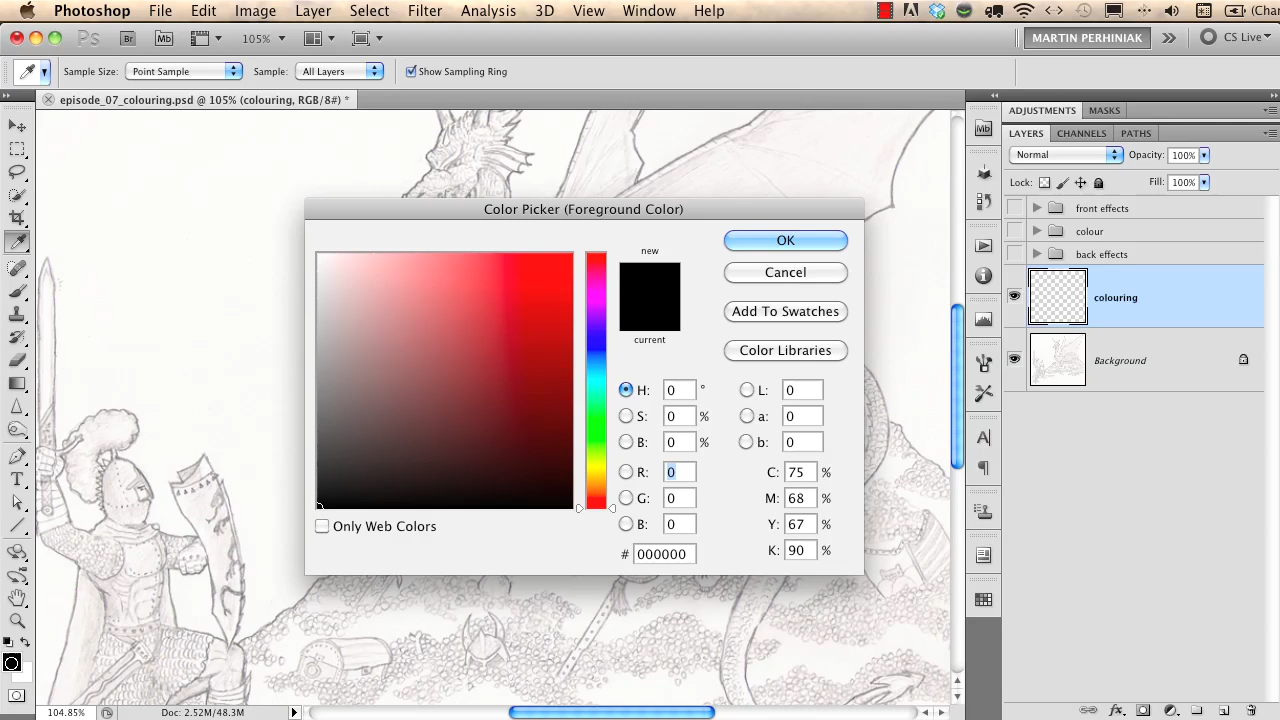 Photoshop File Edit Image Layer Select Filter Analysis 3D View Window Help (Cha
Ps Br Mb 105% MARTIN PERHINIAK CS Live
Sample Size: Point Sample Sample: All Layers Show Sampling Ring
episode_07_colouring.psd @ 105% (colouring, RGB/8#) *
ADJUSTMENTS MASKS
LAYERS CHANNELS PATHS
Normal Opacity: 100%
Lock: Fill: 100%
front effects
colour
back effects
colouring
Background
Mb
Color Picker (Foreground Color)
new
current
OK
Cancel
Add To Swatches
Color Libraries
H: 0 ° L: 0
S: 0 % a: 0
B: 0 % b: 0
R: 0 C: 75 %
G: 0 M: 68 %
B: 0 Y: 67 %
# 000000 K: 90 %
Only Web Colors
104.85% Doc: 2.52M/48.3M